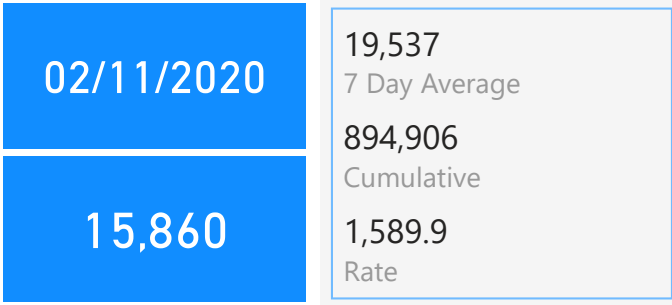 02/11/2020
15,860
19,537
7 Day Average
894,906
Cumulative
1,589.9
Rate